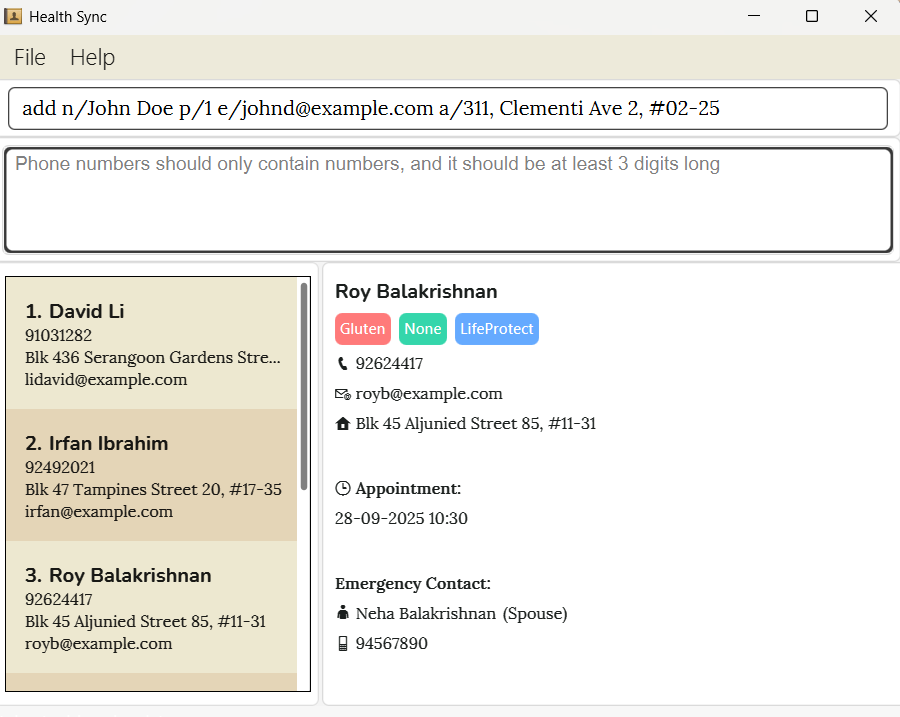 Health Sync
File Help
add n/John Doe p/1 e/johnd@example.com a/311, Clementi Ave 2, #02-25
Phone numbers should only contain numbers, and it should be at least 3 digits long
1. David Li
91031282
Blk 436 Serangoon Gardens Stre...
lidavid@example.com
2. Irfan Ibrahim
92492021
Blk 47 Tampines Street 20, #17-35
irfan@example.com
3. Roy Balakrishnan
92624417
Blk 45 Aljunied Street 85, #11-31
royb@example.com
Roy Balakrishnan
Gluten None LifeProtect
92624417
royb@example.com
Blk 45 Aljunied Street 85, #11-31
Appointment:
28-09-2025 10:30
Emergency Contact:
Neha Balakrishnan (Spouse)
94567890